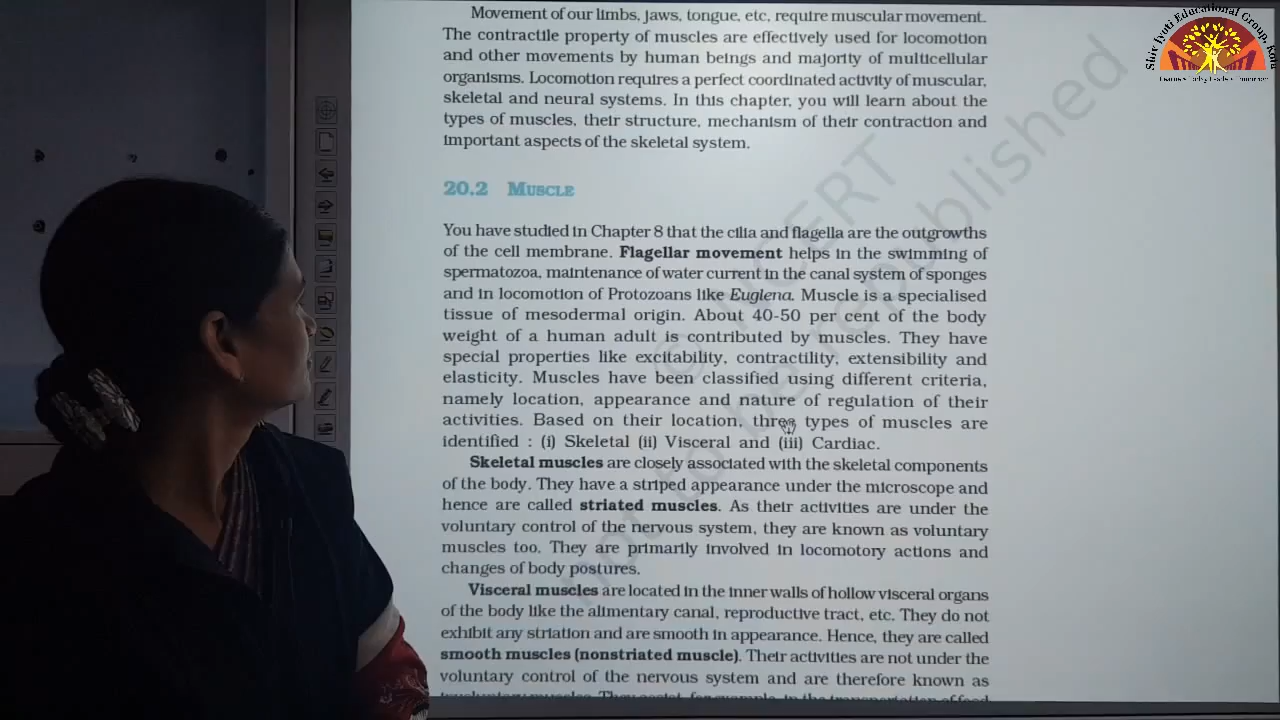 Movement of our limbs, jaws, tongue, etc, require muscular movement.
The contractile property of muscles are effectively used for locomotion
and other movements by human beings and majority of multicellular
organisms. Locomotion requires a perfect coordinated activity of muscular,
skeletal and neural systems. In this chapter, you will learn about the
types of muscles, their structure, mechanism of their contraction and
important aspects of the skeletal system.
20.2 MUSCLE
You have studied in Chapter 8 that the cilia and flagella are the outgrowths
of the cell membrane. Flagellar movement helps in the swimming of
spermatozoa, maintenance of water current in the canal system of sponges
and in locomotion of Protozoans like Euglena. Muscle is a specialised
tissue of mesodermal origin. About 40-50 per cent of the body
weight of a human adult is contributed by muscles. They have
special properties like excitability, contractility, extensibility and
elasticity. Muscles have been classified using different criteria,
namely location, appearance and nature of regulation of their
activities. Based on their location, three types of muscles are
identified : (i) Skeletal (ii) Visceral and (iii) Cardiac.
Skeletal muscles are closely associated with the skeletal components
of the body. They have a striped appearance under the microscope and
hence are called striated muscles. As their activities are under the
voluntary control of the nervous system, they are known as voluntary
muscles too. They are primarily involved in locomotory actions and
changes of body postures.
Visceral muscles are located in the inner walls of hollow visceral organs
of the body like the alimentary canal, reproductive tract, etc. They do not
exhibit any striation and are smooth in appearance. Hence, they are called
smooth muscles (nonstriated muscle). Their activities are not under the
voluntary control of the nervous system and are therefore known as
© NCERT
not to be republished
Shiv Jyoti Educational Group, Kota